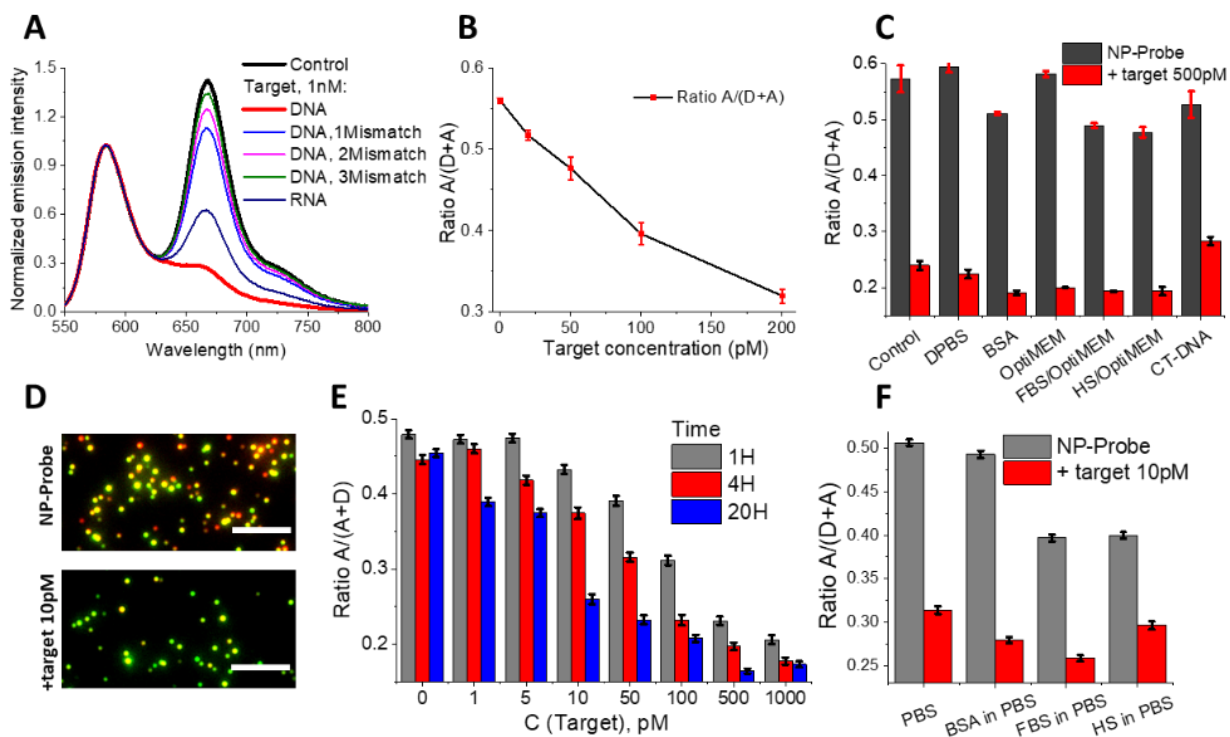 A
Normalized emission intensity
1.5
1.2
0.9
0.6
0.3
0.0
550
600
650
700
750
800
Wavelength (nm)
Control
Target, 1nM:
DNA
DNA,1Mismatch
DNA, 2Mismatch
DNA, 3Mismatch
RNA
B
Ratio A/(D+A)
0.6
0.5
0.4
0.3
0
50
100
150
200
Target concentration (pM)
Ratio A/(D+A)
C
Ratio A/(D+A)
0.6
0.5
0.4
0.3
0.2
NP-Probe
+ target 500pM
Control
DPBS
BSA
OptiMEM
FBS/OptiMEM
HS/OptiMEM
CT-DNA
D
NP-Probe
+target 10pM
E
Ratio A/(A+D)
0.5
0.4
0.3
0.2
Time
1H
4H
20H
0
1
5
10
50
100
500
1000
C (Target), pM
F
Ratio A/(D+A)
0.50
0.45
0.40
0.35
0.30
0.25
NP-Probe
+ target 10pM
PBS
BSA in PBS
FBS in PBS
HS in PBS